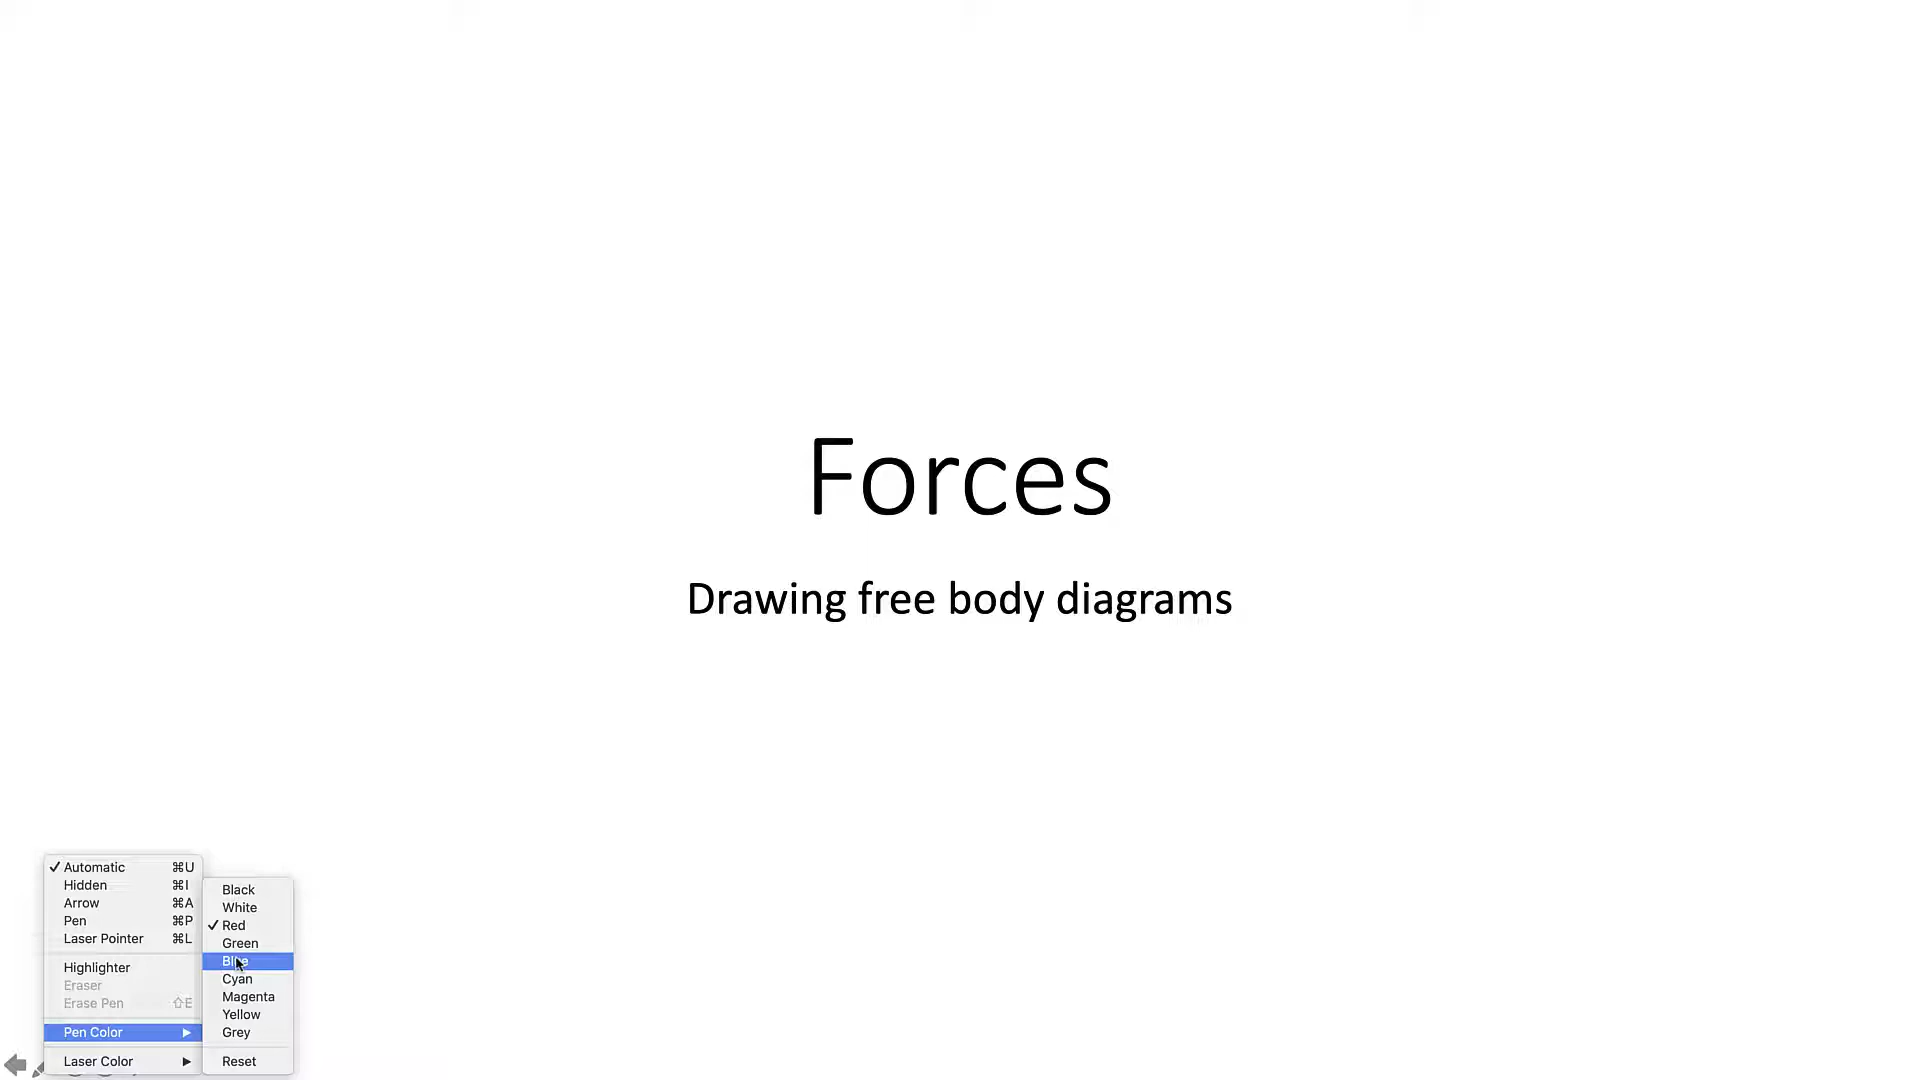 Forces
Drawing free body diagrams
Automatic ⌘U
Hidden ⌘I
Arrow ⌘A
Pen ⌘P
Laser Pointer ⌘L
Highlighter
Eraser
Erase Pen ⇧E
Pen Color
Laser Color
Black
White
Red
Green
Blue
Cyan
Magenta
Yellow
Grey
Reset